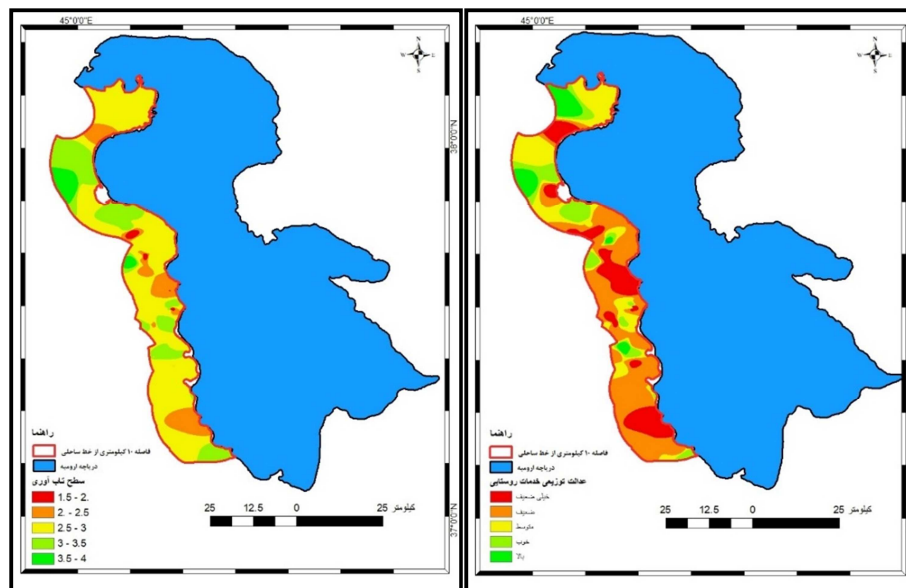 45°0'0"E
N
W
E
S
38°0'0"N
37°0'0"N
راهنما
فاصله ١٠ کیلومتری از خط ساحلی
دریاچه ارومیه
سطح تاب آوری
1.5 - 2.
2. - 2.5
2.5 - 3
3 - 3.5
3.5 - 4
25 12.5 0 25 کیلومتر
45°0'0"E
N
W
E
S
راهنما
فاصله ١٠ کیلومتری از خط ساحلی
دریاچه ارومیه
عدالت توزیعی خدمات روستایی
خیلی ضعیف
ضعیف
متوسط
خوب
بالا
25 12.5 0 25 کیلومتر